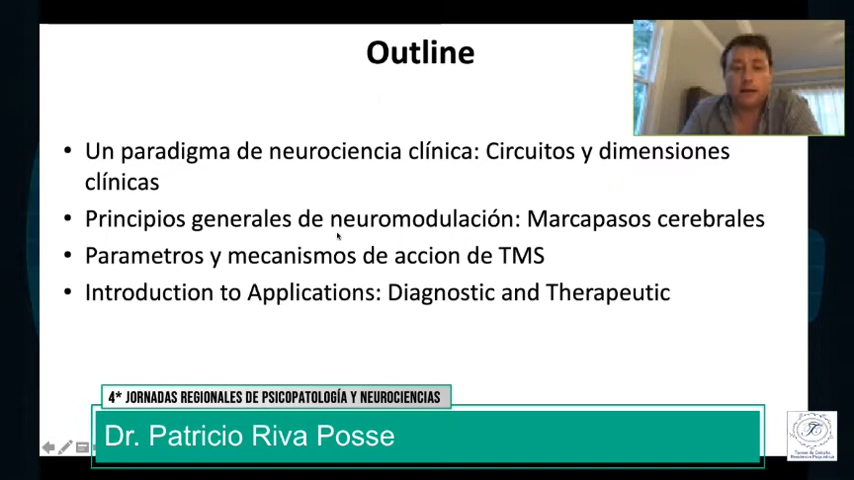 Outline
• Un paradigma de neurociencia clínica: Circuitos y dimensiones
clínicas
• Principios generales de neuromodulación: Marcapasos cerebrales
• Parametros y mecanismos de accion de TMS
• Introduction to Applications: Diagnostic and Therapeutic
4* JORNADAS REGIONALES DE PSICOPATOLOGÍA Y NEUROCIENCIAS
Dr. Patricio Riva Posse